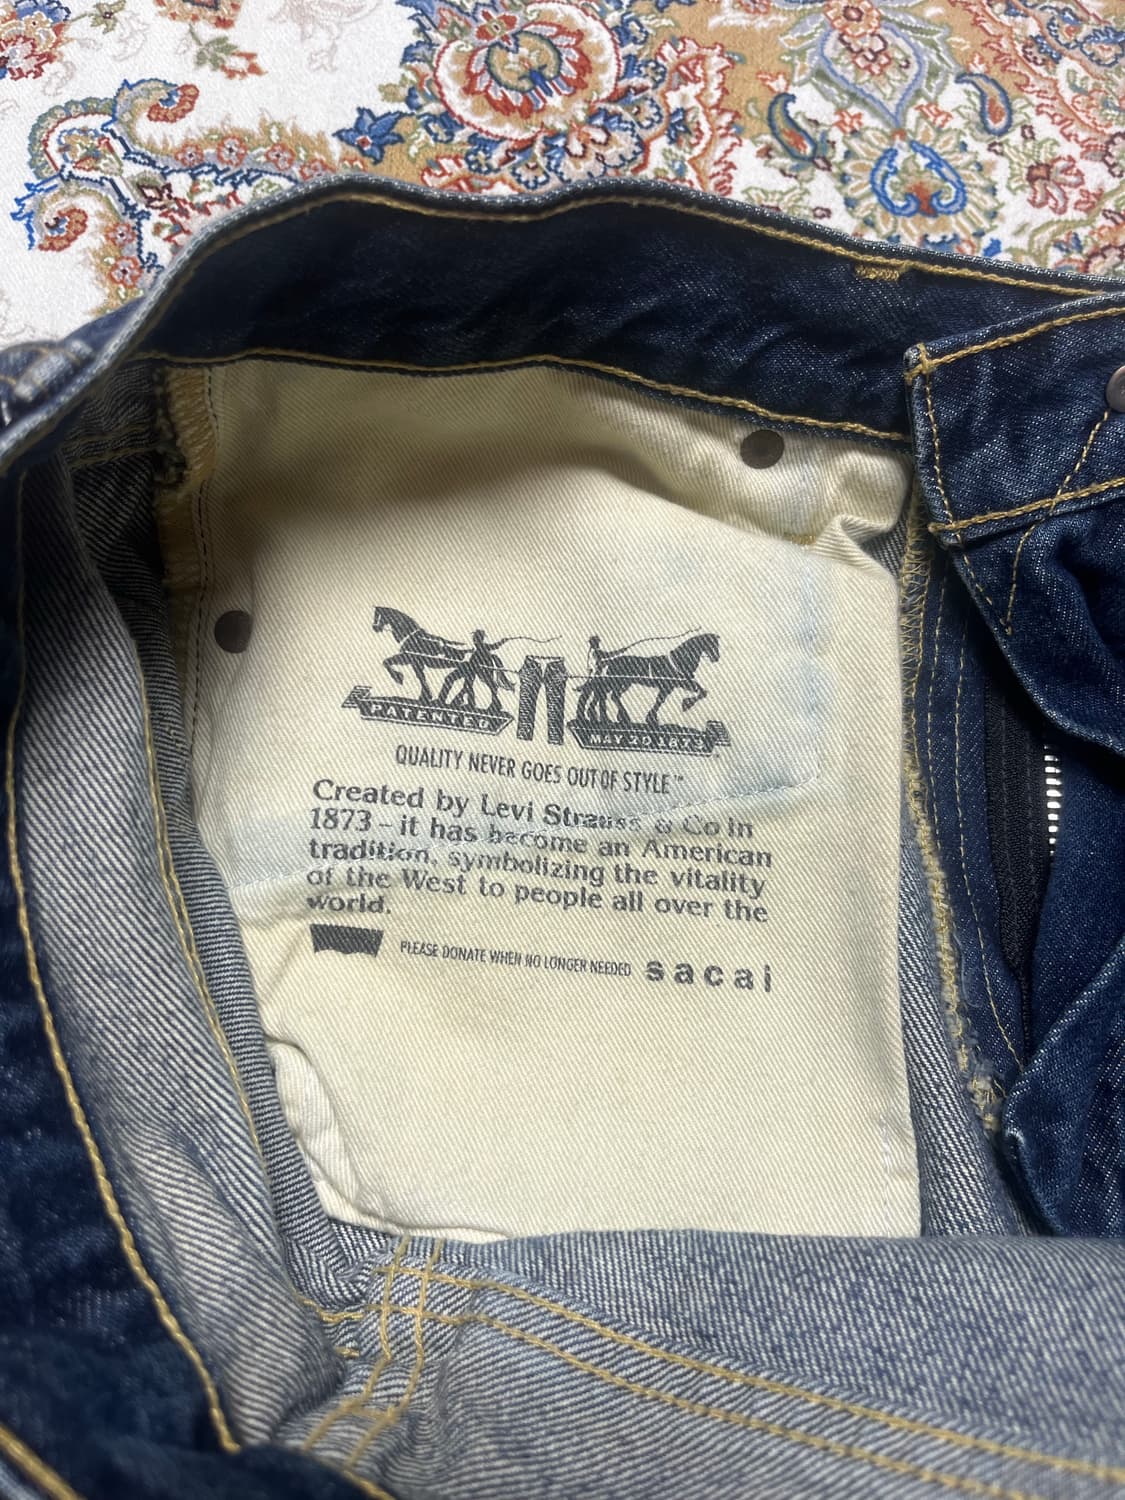 PATENTED
MAY 20 1873
QUALITY NEVER GOES OUT OF STYLE™
Created by Levi Strauss & Co in
1873 – it has become an American
tradition, symbolizing the vitality
of the West to people all over the
world.
PLEASE DONATE WHEN NO LONGER NEEDED sacai